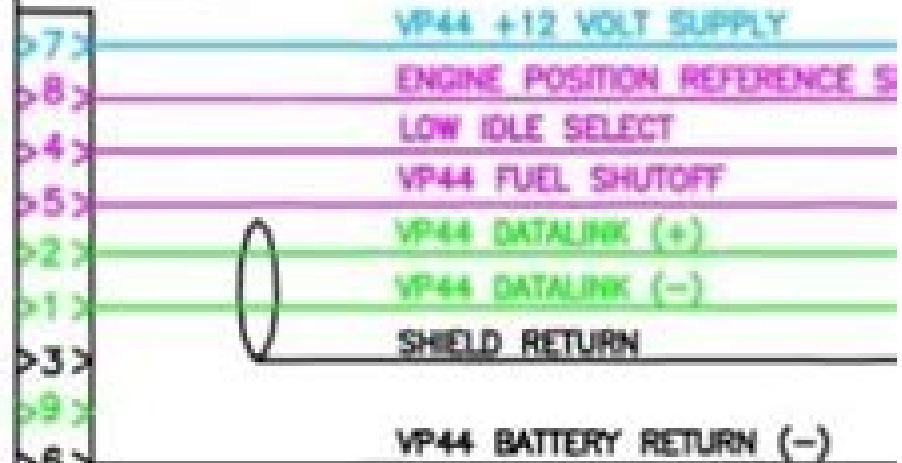 7 VP44 +12 VOLT SUPPLY
8 ENGINE POSITION REFERENCE
4 LOW IDLE SELECT
5 VP44 FUEL SHUTOFF
2 VP44 DATALINK (+)
1 VP44 DATALINK (-)
3 SHIELD RETURN
9
6 VP44 BATTERY RETURN (-)